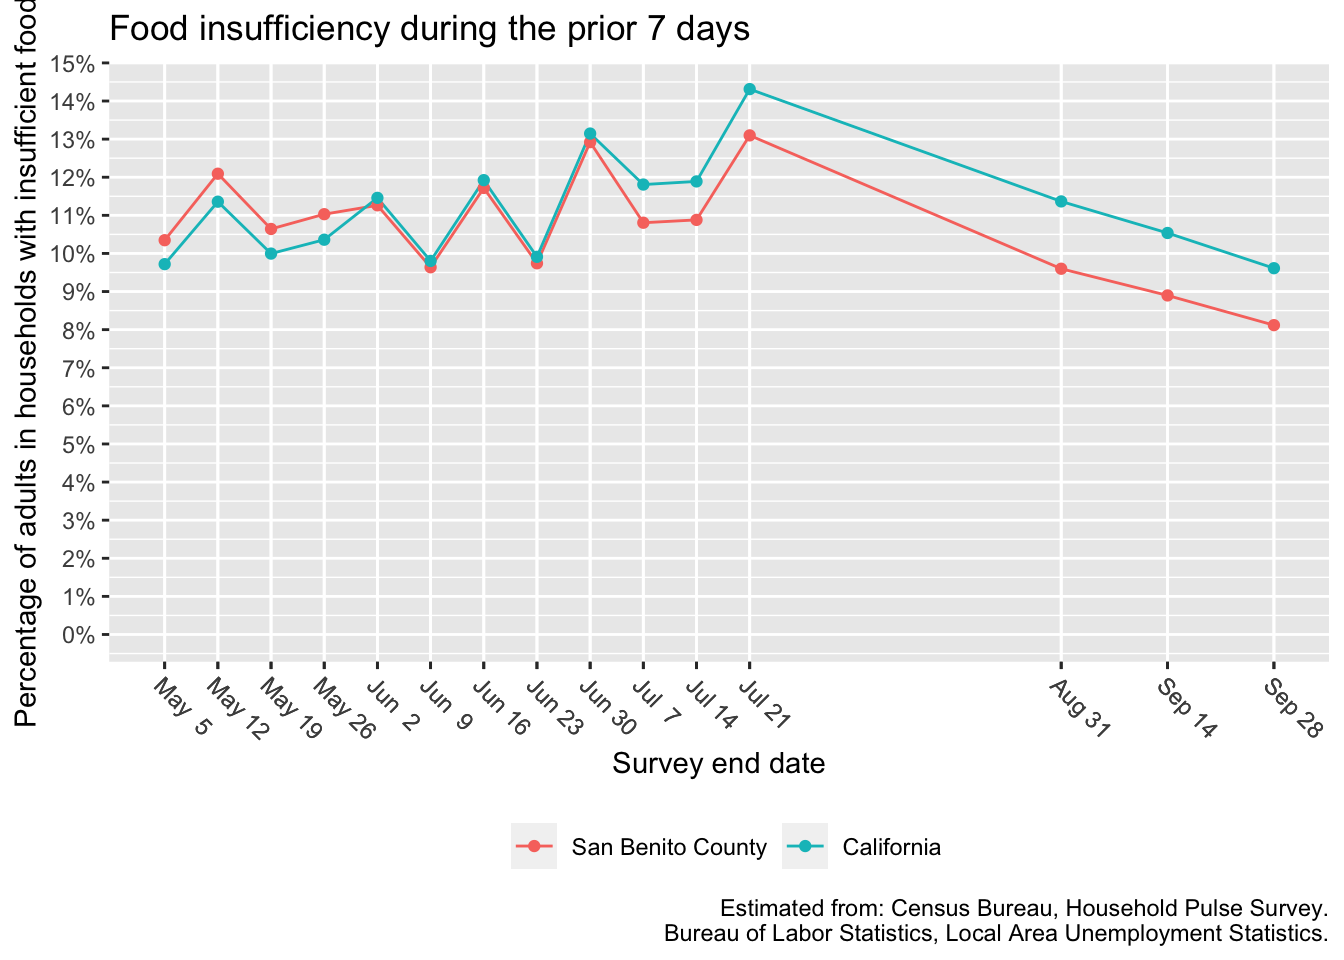 Food insufficiency during the prior 7 days
Percentage of adults in households with insufficient food
15%
14%
13%
12%
11%
10%
9%
8%
7%
6%
5%
4%
3%
2%
1%
0%
May 5
May 12
May 19
May 26
Jun 2
Jun 9
Jun 16
Jun 23
Jun 30
Jul 7
Jul 14
Jul 21
Aug 31
Sep 14
Sep 28
Survey end date
San Benito County
California
Estimated from: Census Bureau, Household Pulse Survey.
Bureau of Labor Statistics, Local Area Unemployment Statistics.